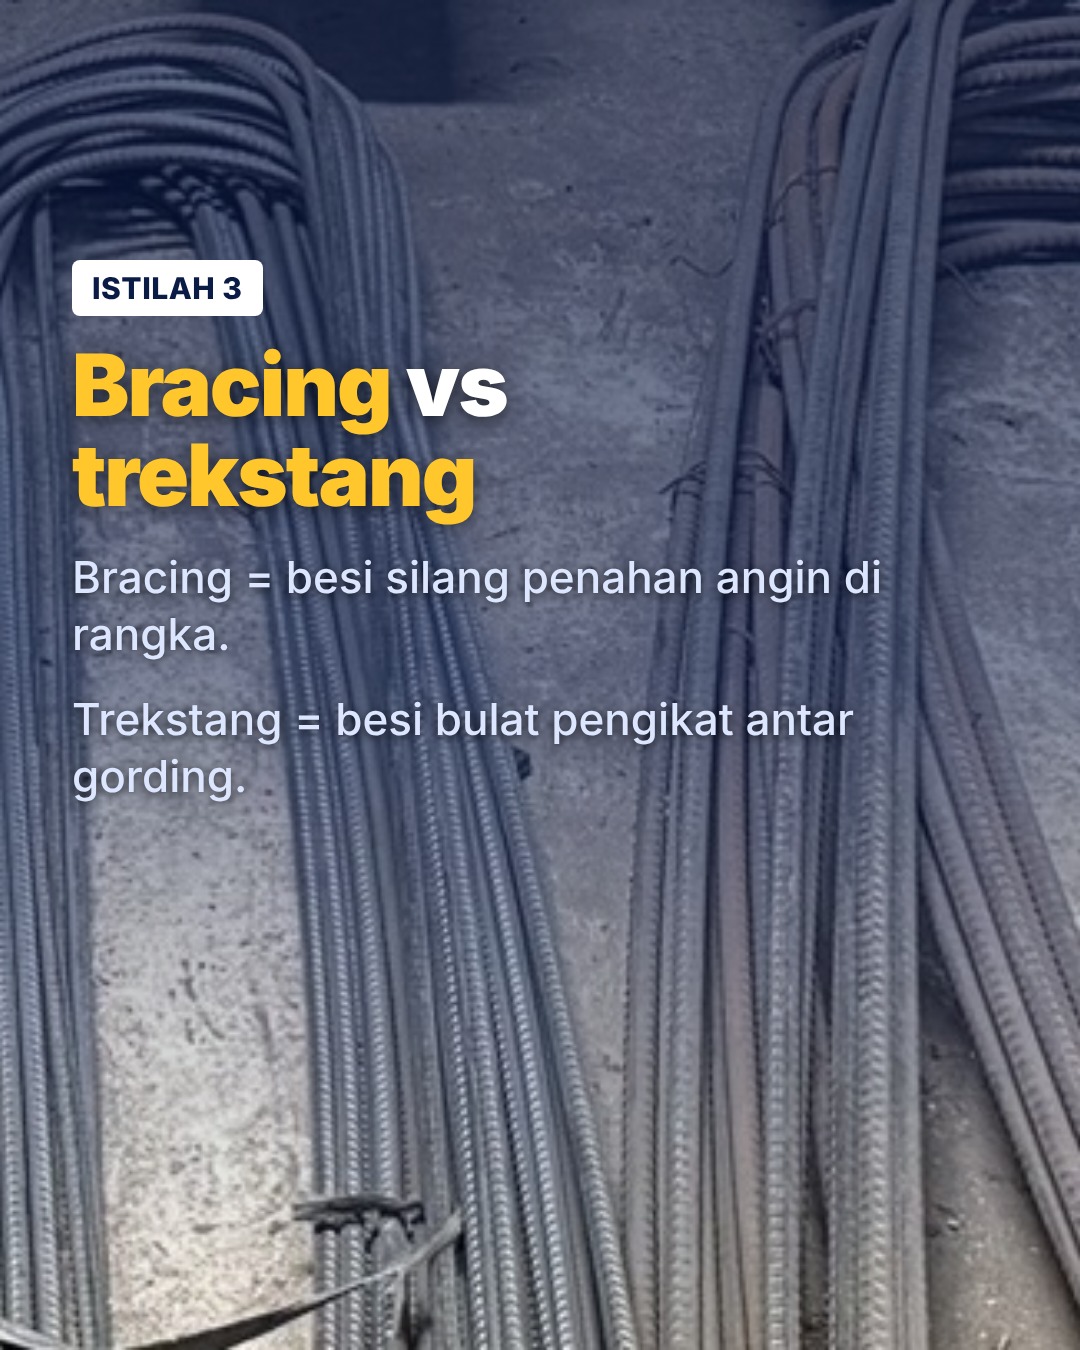 ISTILAH 3
Bracing vs
trekstang
Bracing = besi silang penahan angin di
rangka.
Trekstang = besi bulat pengikat antar
gording.